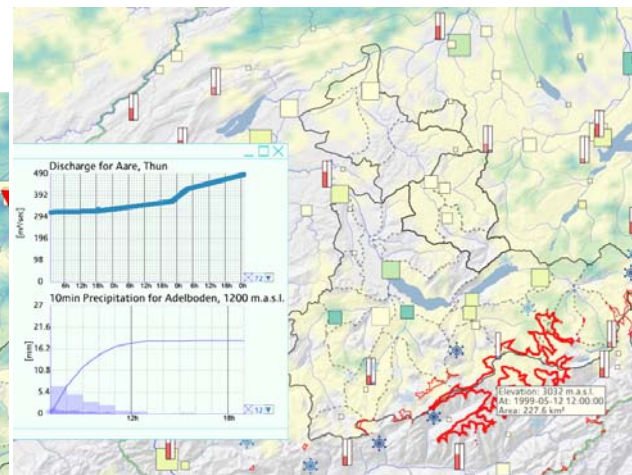 Discharge for Aare, Thun
490
392
294
196
98
0
[m³/sec]
6h 12h 18h 0h 6h 12h 18h 0h 6h 12h 18h 0h
72
10min Precipitation for Adelboden, 1200 m.a.s.l.
27
21.6
16.2
10.8
5.4
0
[mm]
12h 18h
12
Elevation: 3032 m.a.s.l.
At: 1999-05-12 12:00:00
Area: 227.6 km²